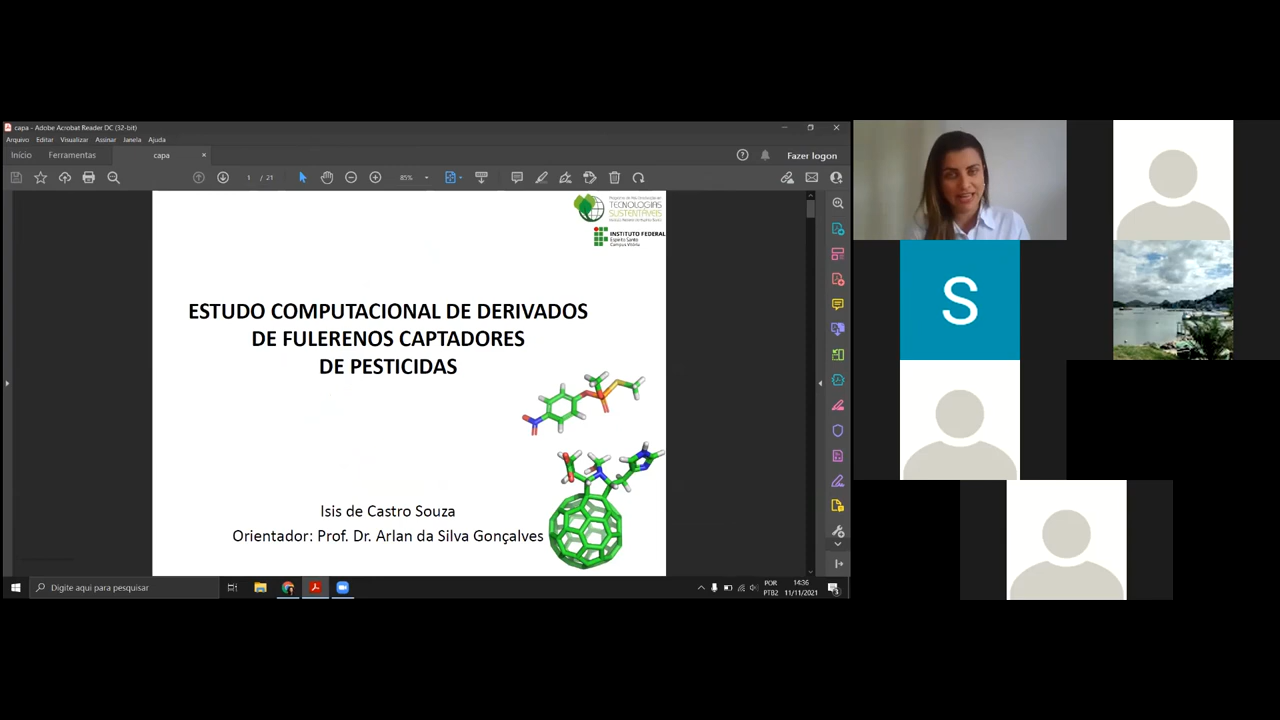 capa - Adobe Acrobat Reader DC (32-bit)
Arquivo Editar Visualizar Assinar Janela Ajuda
Início Ferramentas capa × Fazer logon
1 / 21 85%
TECNOLOGIAS
SUSTENTÁVEIS
INSTITUTO FEDERAL
Espírito Santo
Campus Vitória
ESTUDO COMPUTACIONAL DE DERIVADOS
DE FULERENOS CAPTADORES
DE PESTICIDAS
Isis de Castro Souza
Orientador: Prof. Dr. Arlan da Silva Gonçalves
S
Digite aqui para pesquisar
POR 14:36
PTB2 11/11/2021